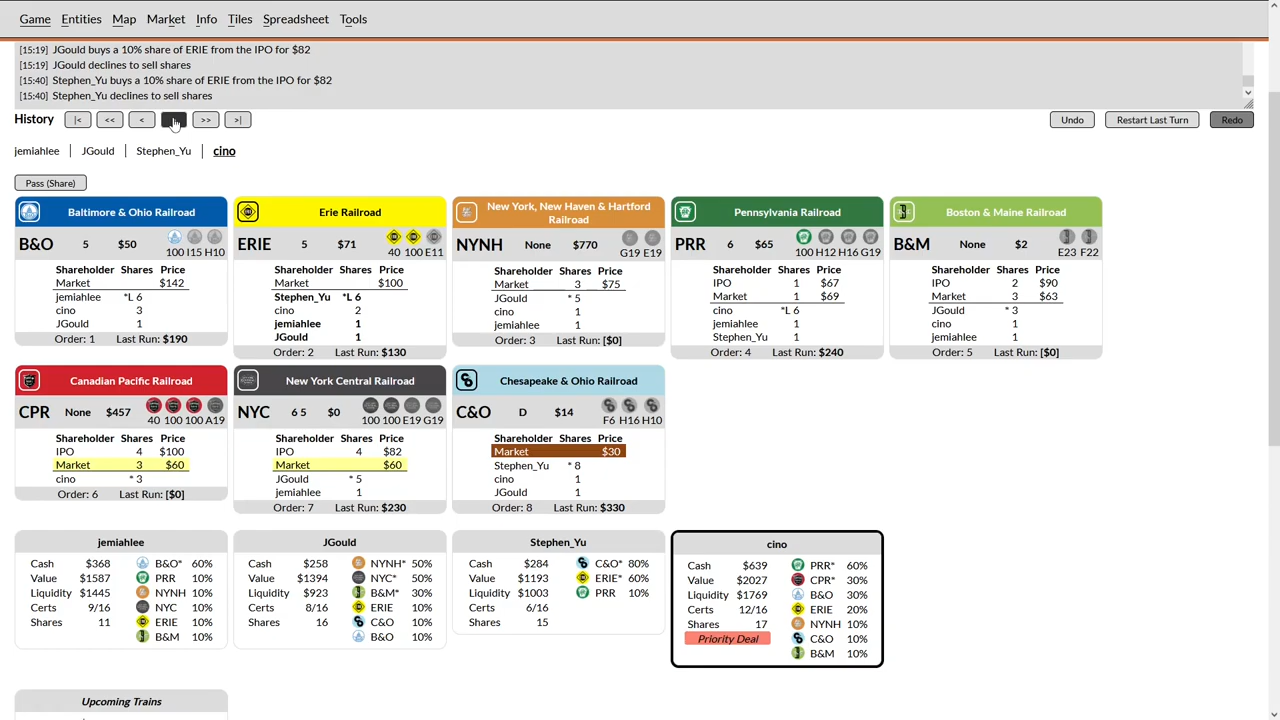 Game Entities Map Market Info Tiles Spreadsheet Tools
[15:19] JGould buys a 10% share of ERIE from the IPO for $82
[15:19] JGould declines to sell shares
[15:40] Stephen_Yu buys a 10% share of ERIE from the IPO for $82
[15:40] Stephen_Yu declines to sell shares
History |< << < >> >| Undo Restart Last Turn Redo
jemiahlee JGould Stephen_Yu cino
Pass (Share)
Baltimore & Ohio Railroad
B&O 5 $50
100 I15 H10
Shareholder Shares Price
Market $142
jemiahlee *L 6
cino 3
JGould 1
Order: 1 Last Run: $190
Erie Railroad
ERIE 5 $71
40 100 E11
Shareholder Shares Price
Market $100
Stephen_Yu *L 6
cino 2
jemiahlee 1
JGould 1
Order: 2 Last Run: $130
New York, New Haven & Hartford
Railroad
NYNH None $770
G19 E19
Shareholder Shares Price
Market 3 $75
JGould * 5
cino 1
jemiahlee 1
Order: 3 Last Run: [$0]
Pennsylvania Railroad
PRR 6 $65
100 H12 H16 G19
Shareholder Shares Price
IPO 1 $67
Market 1 $69
cino *L 6
jemiahlee 1
Stephen_Yu 1
Order: 4 Last Run: $240
Boston & Maine Railroad
B&M None $2
E23 F22
Shareholder Shares Price
IPO 2 $90
Market 3 $63
JGould * 3
cino 1
jemiahlee 1
Order: 5 Last Run: [$0]
Canadian Pacific Railroad
CPR None $457
40 100 100 A19
Shareholder Shares Price
IPO 4 $100
Market 3 $60
cino * 3
Order: 6 Last Run: [$0]
New York Central Railroad
NYC 6 5 $0
100 100 E19 G19
Shareholder Shares Price
IPO 4 $82
Market $60
JGould * 5
jemiahlee 1
Order: 7 Last Run: $230
Chesapeake & Ohio Railroad
C&O D $14
F6 H16 H10
Shareholder Shares Price
Market $30
Stephen_Yu * 8
cino 1
JGould 1
Order: 8 Last Run: $330
jemiahlee
Cash $368
Value $1587
Liquidity $1445
Certs 9/16
Shares 11
B&O* 60%
PRR 10%
NYNH 10%
NYC 10%
ERIE 10%
B&M 10%
JGould
Cash $258
Value $1394
Liquidity $923
Certs 8/16
Shares 16
NYNH* 50%
NYC* 50%
B&M* 30%
ERIE 10%
C&O 10%
B&O 10%
Stephen_Yu
Cash $284
Value $1193
Liquidity $1003
Certs 6/16
Shares 15
C&O* 80%
ERIE* 60%
PRR 10%
cino
Cash $639
Value $2027
Liquidity $1769
Certs 12/16
Shares 17
Priority Deal
PRR* 60%
CPR* 30%
B&O 30%
ERIE 20%
NYNH 10%
C&O 10%
B&M 10%
Upcoming Trains